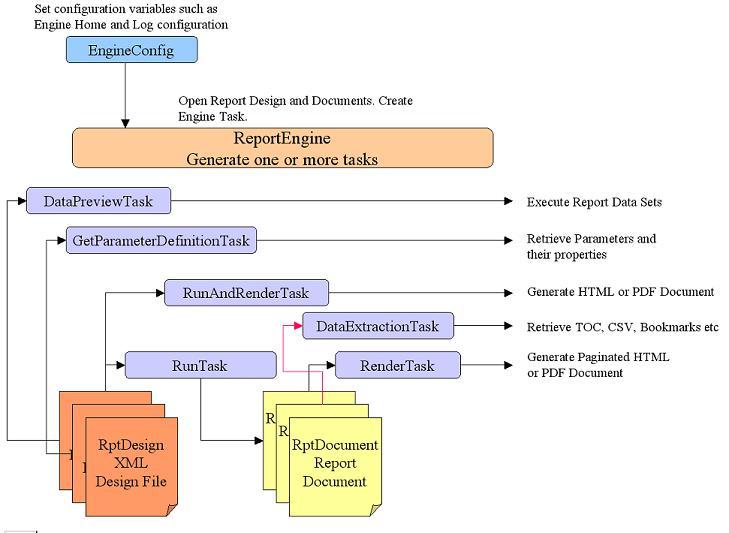 Set configuration variables such as
Engine Home and Log configuration
EngineConfig
Open Report Design and Documents. Create
Engine Task.
ReportEngine
Generate one or more tasks
DataPreviewTask
Execute Report Data Sets
GetParameterDefinitionTask
Retrieve Parameters and
their properties
RunAndRenderTask
Generate HTML or PDF Document
DataExtractionTask
Retrieve TOC, CSV, Bookmarks etc
RunTask
RenderTask
Generate Paginated HTML
or PDF Document
R
R
RptDesign
XML
Design File
RptDocument
Report
Document